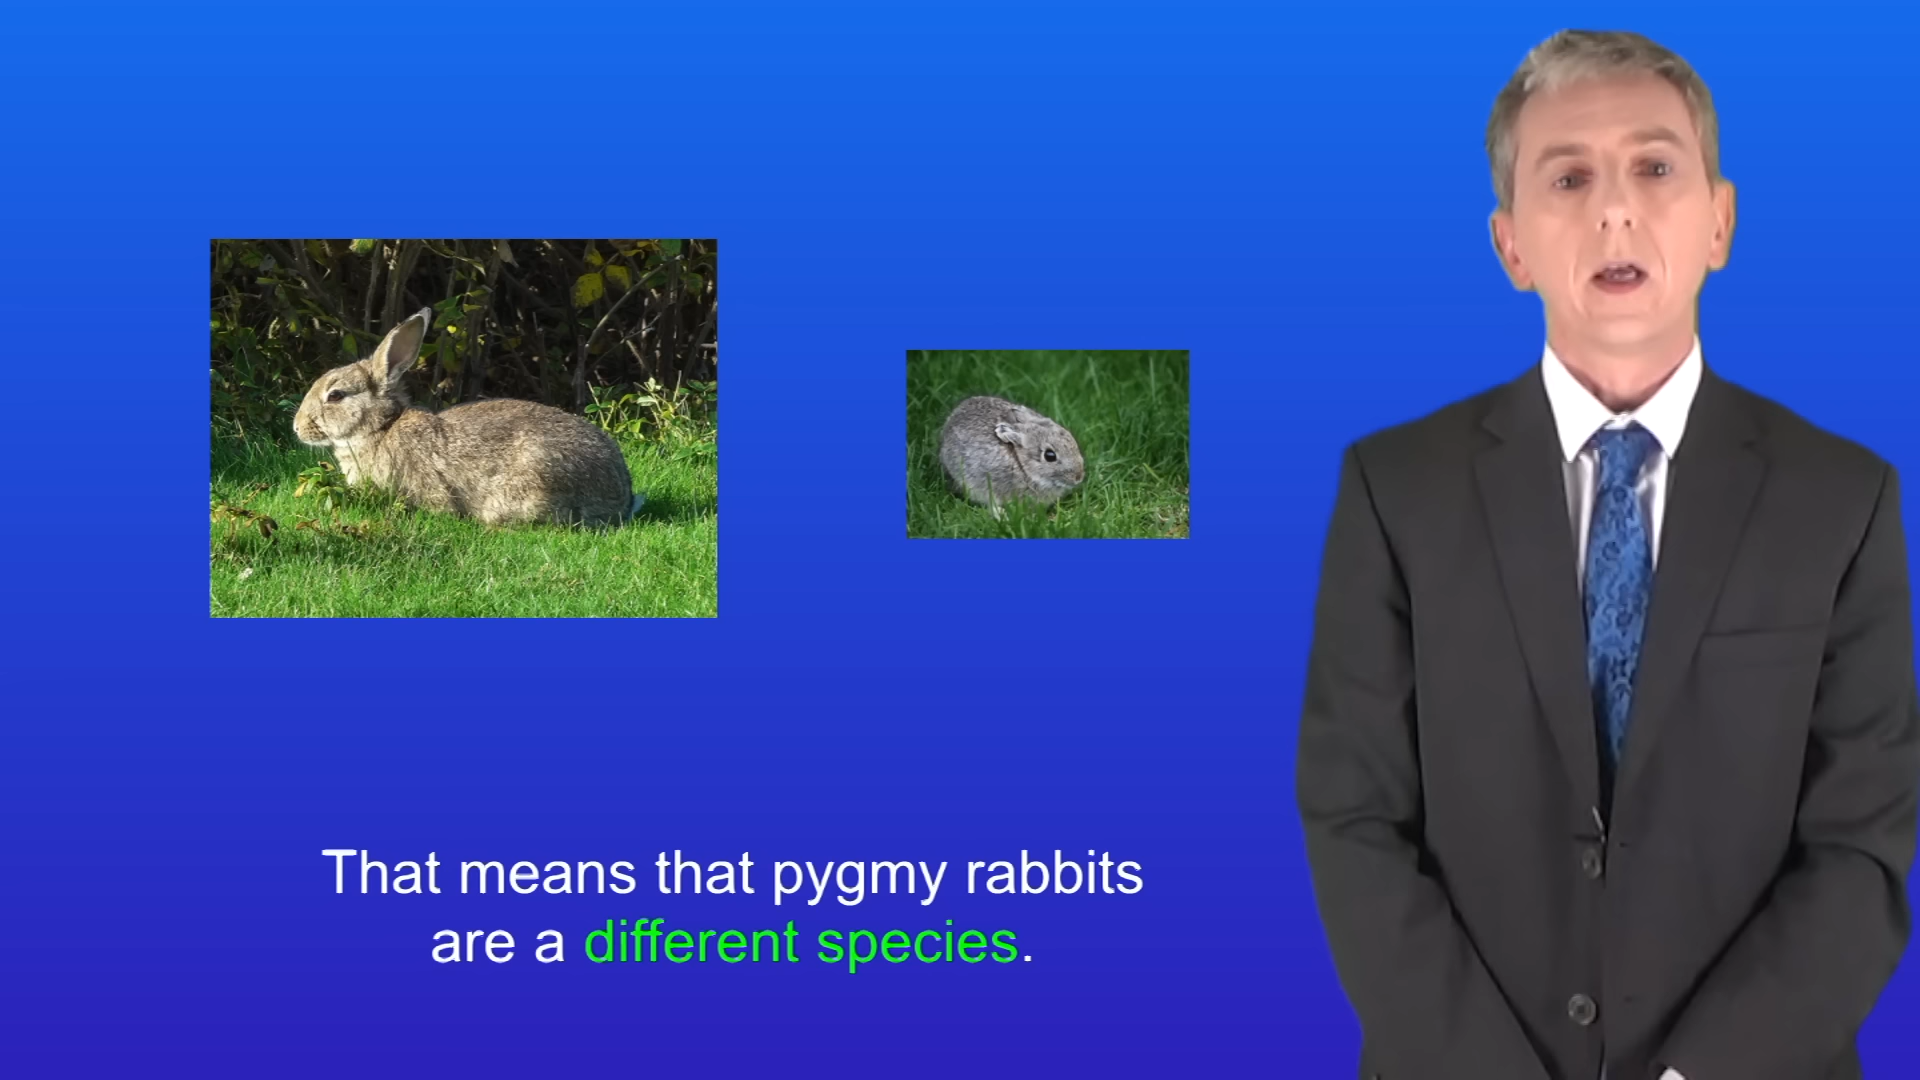 That means that pygmy rabbits
are a different species.